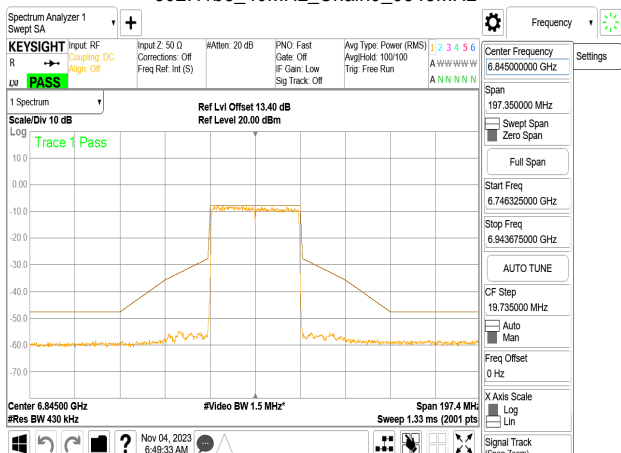 Spectrum Analyzer 1
Swept SA
Frequency
KEYSIGHT
R
LXI
PASS
Input: RF
Coupling: DC
Align: Off
Input Z: 50 Ω
Corrections: Off
Freq Ref: Int (S)
#Atten: 20 dB
PNO: Fast
Gate: Off
IF Gain: Low
Sig Track: Off
Avg Type: Power (RMS)
Avg|Hold: 100/100
Trig: Free Run
1 2 3 4 5 6
A W W W W W
A N N N N N
1 Spectrum
Scale/Div 10 dB
Ref Lvl Offset 13.40 dB
Ref Level 20.00 dBm
Log
Trace 1 Pass
10.0
0.00
-10.0
-20.0
-30.0
-40.0
-50.0
-60.0
-70.0
Center 6.84500 GHz
#Res BW 430 kHz
#Video BW 1.5 MHz*
Span 197.4 MHz
Sweep 1.33 ms (2001 pts)
Nov 04, 2023
6:49:33 AM
Center Frequency
6.845000000 GHz
Settings
Span
197.350000 MHz
Swept Span
Zero Span
Full Span
Start Freq
6.746325000 GHz
Stop Freq
6.943675000 GHz
AUTO TUNE
CF Step
19.735000 MHz
Auto
Man
Freq Offset
0 Hz
X Axis Scale
Log
Lin
Signal Track